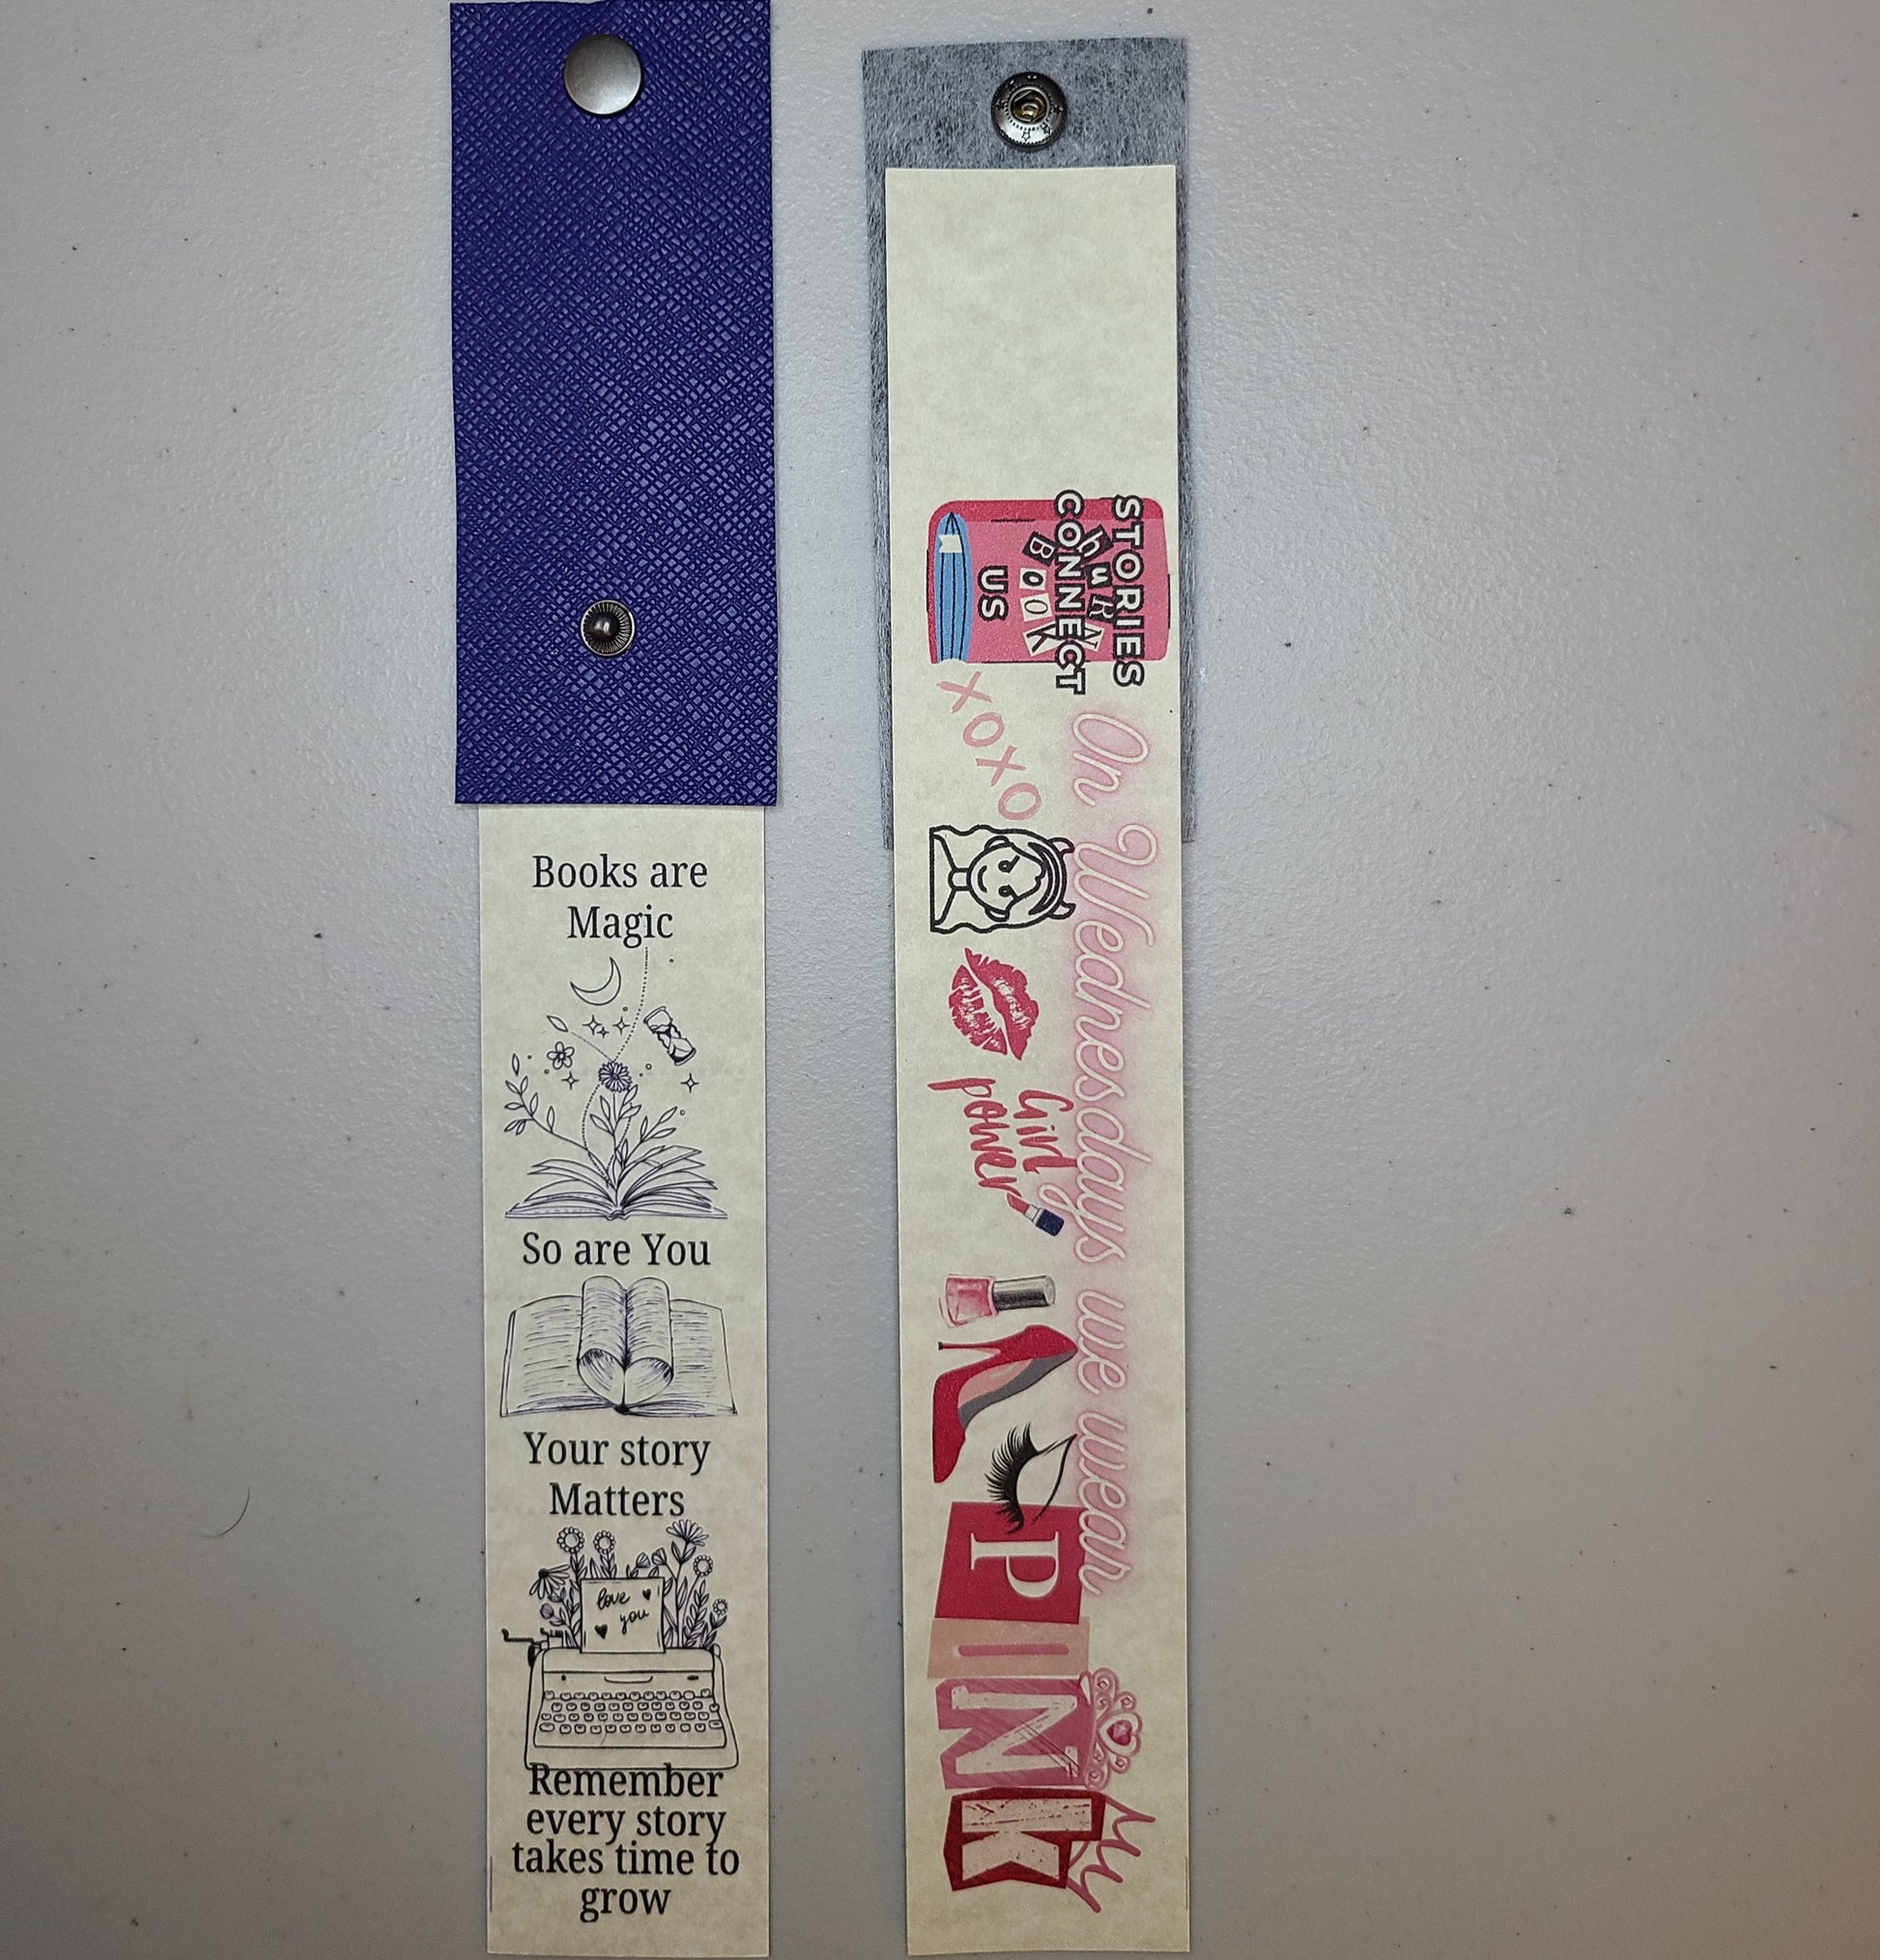 Books are
Magic
So are You
Your story
Matters
love
you
Remember
every story
takes time to
grow
STORIES
CONNECT
US
buRN
BOOK
XOXO
On Wednesdays we wear
Girl
power
PINK